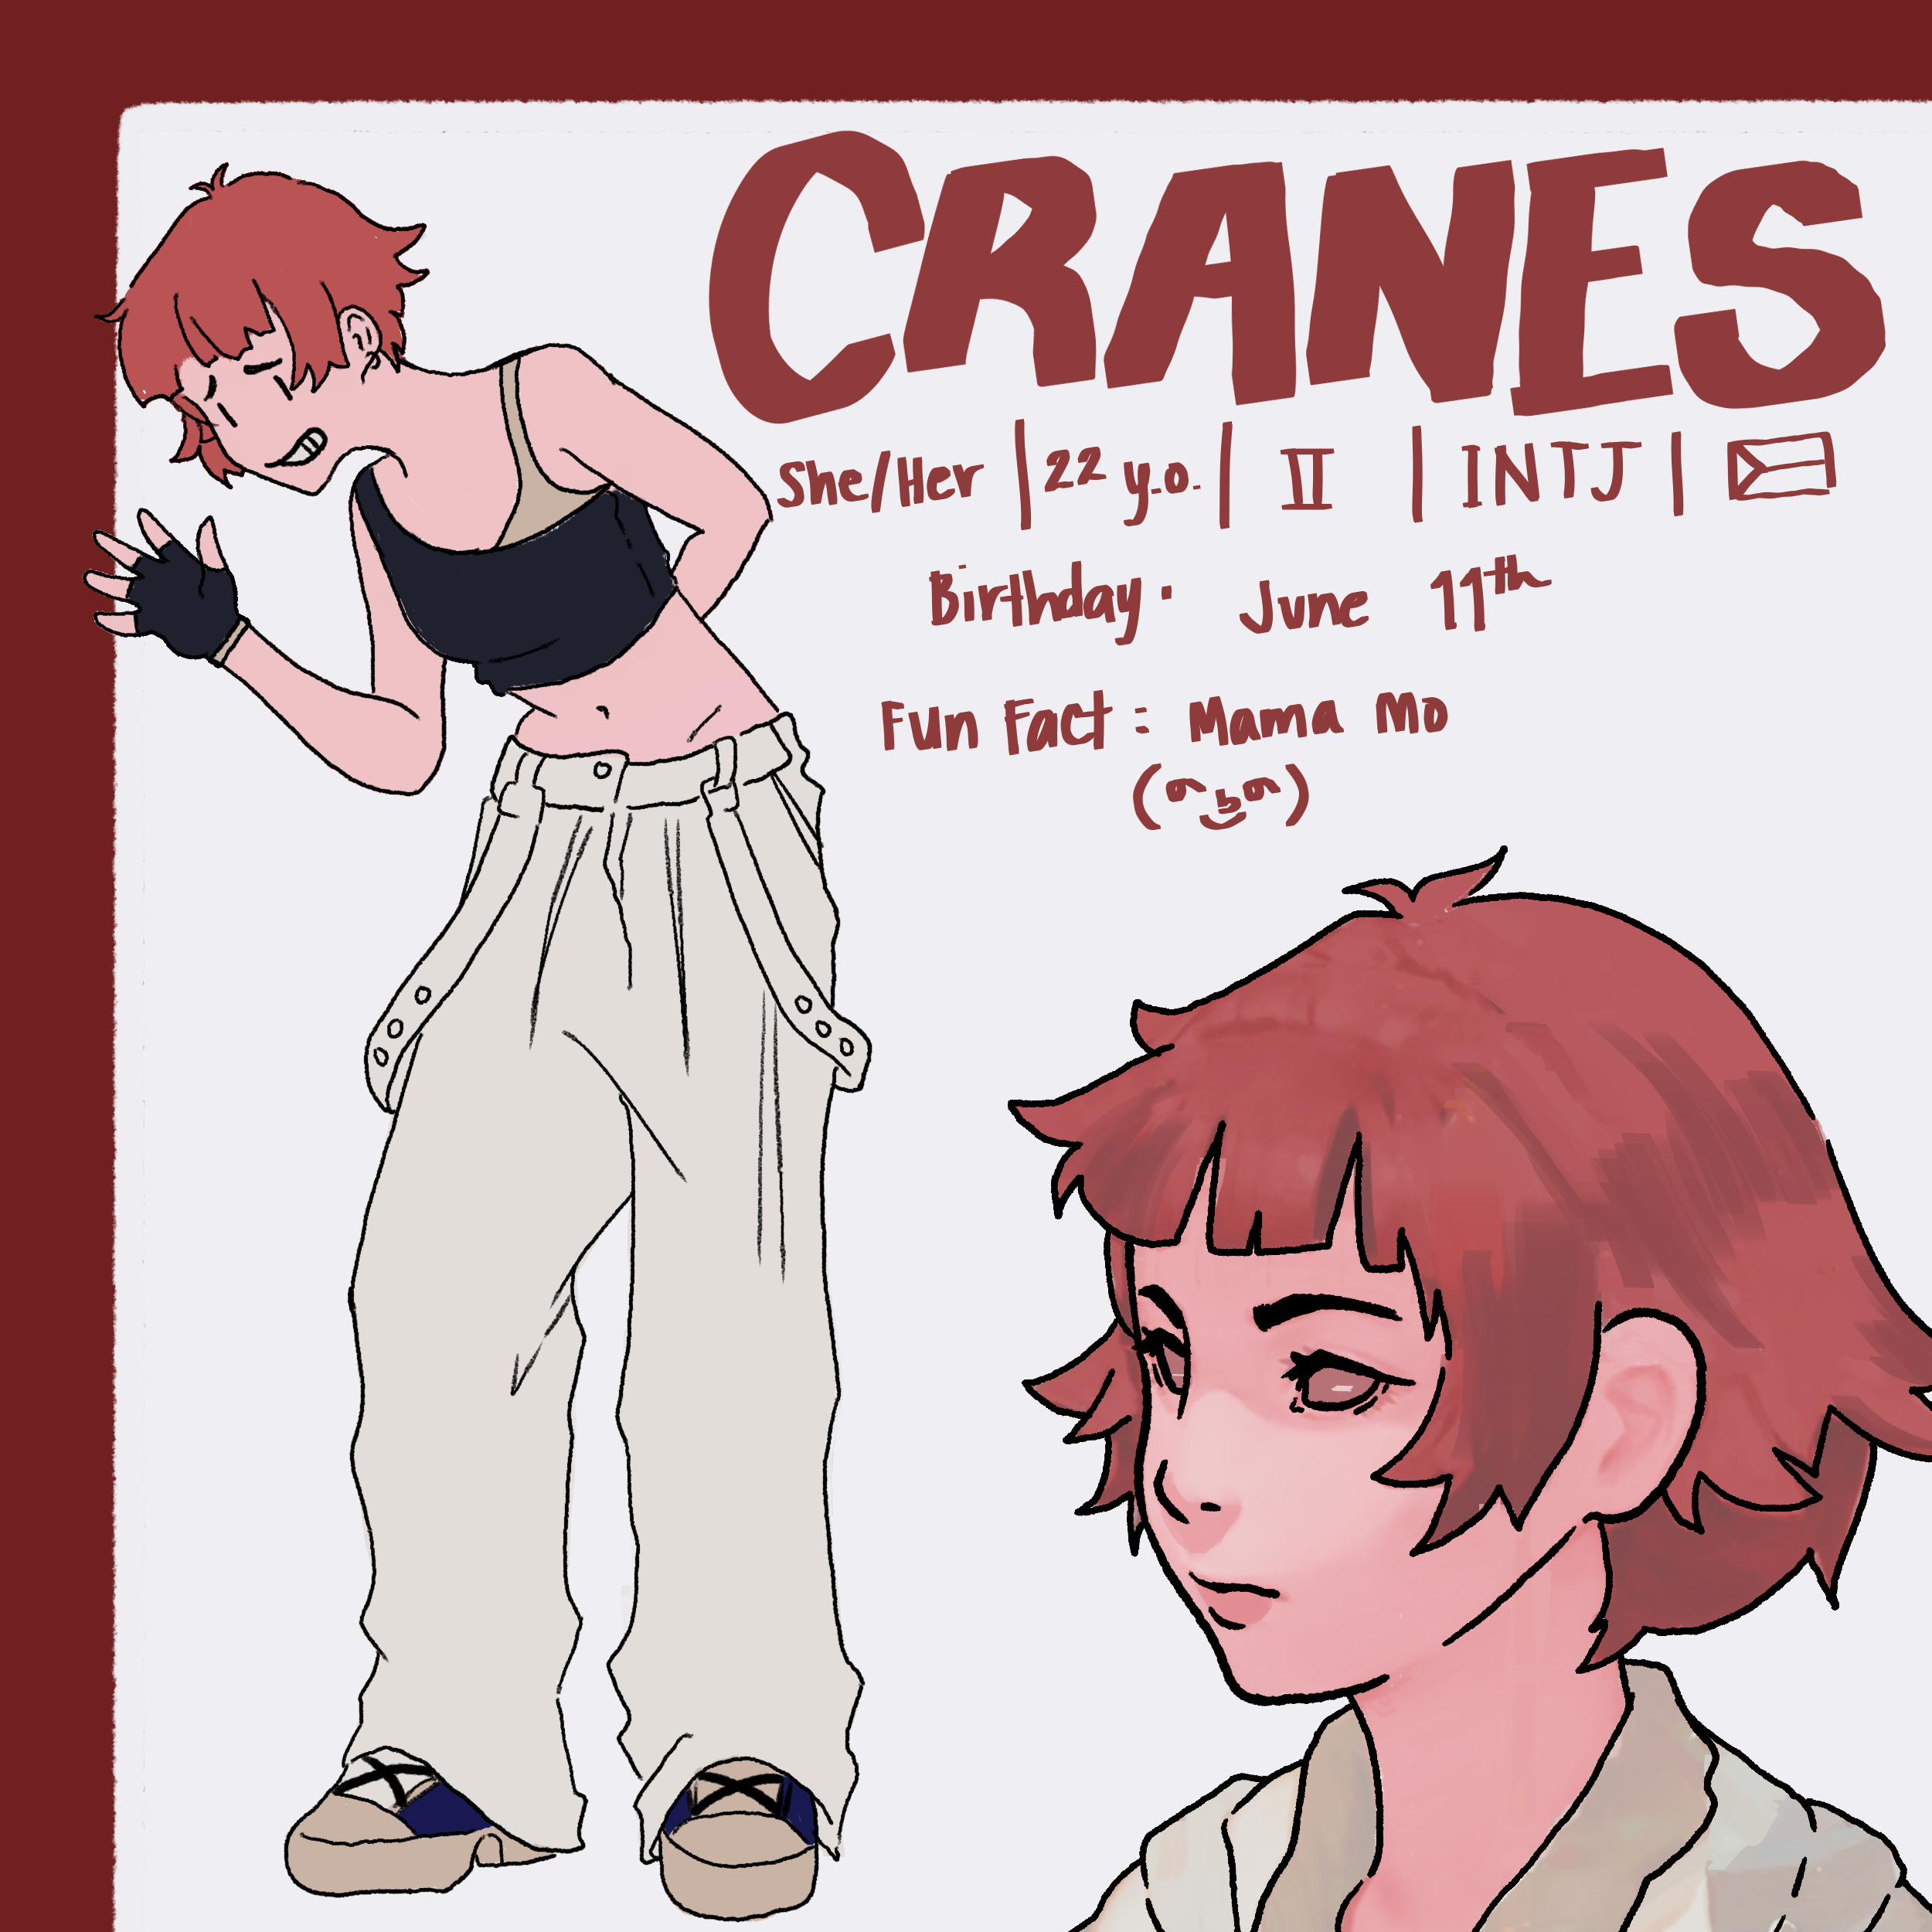 CRANES
She/Her | 22 y.o. | II | INTJ |
Birthday. June 11th
Fun Fact: Mama Mo